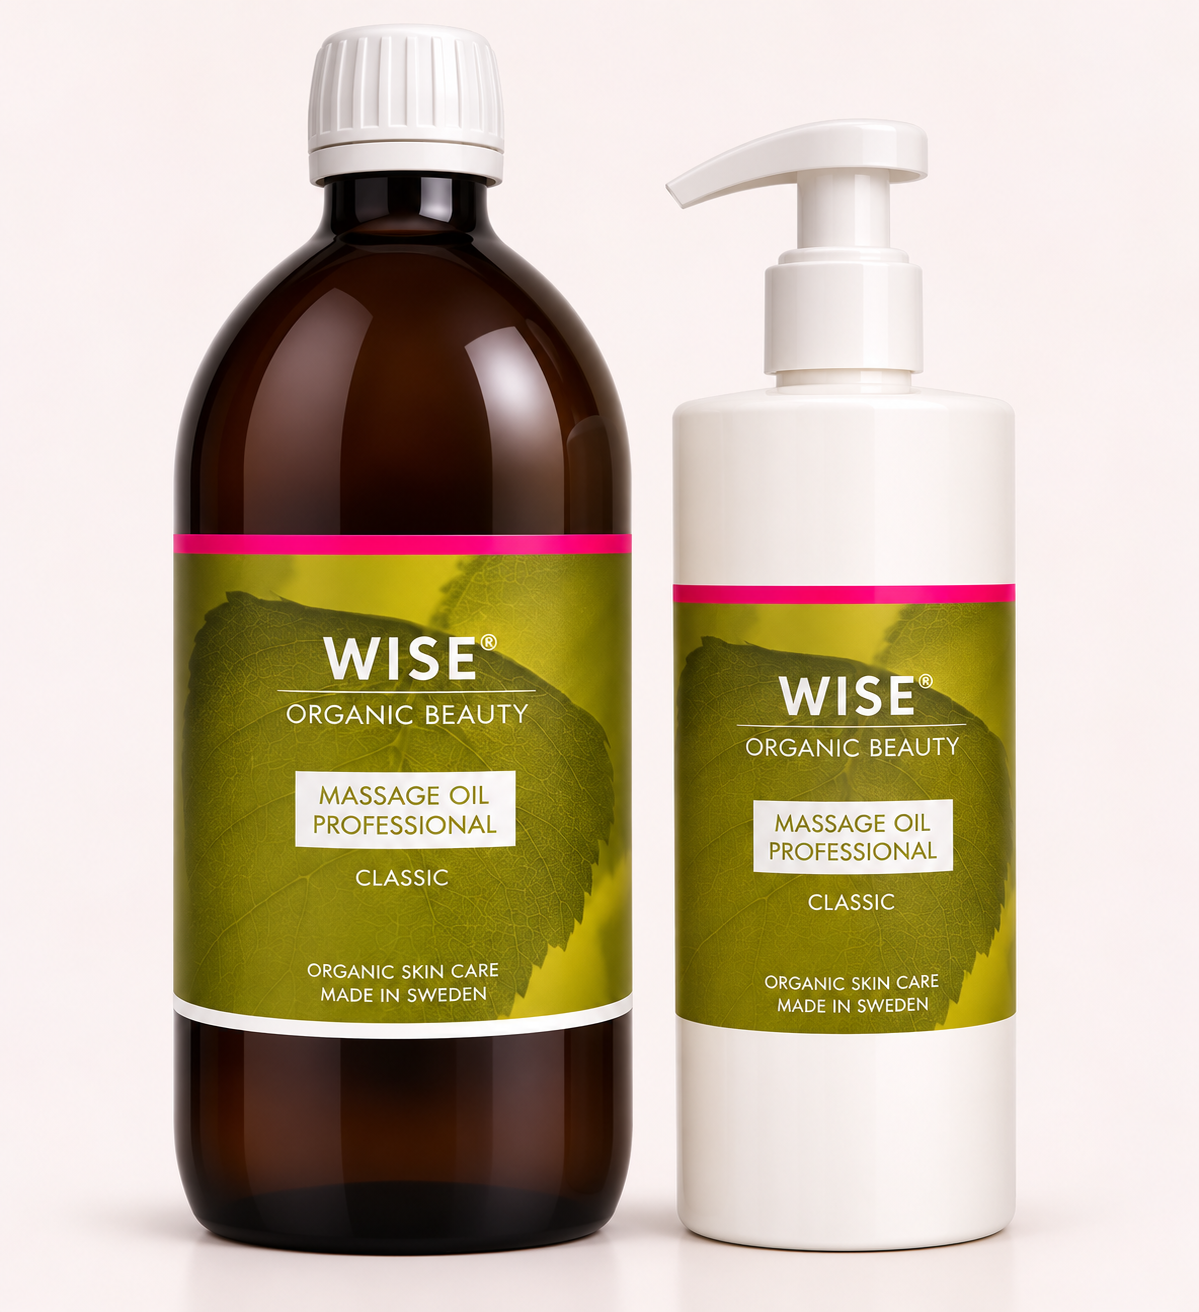 WISE®
ORGANIC BEAUTY
MASSAGE OIL
PROFESSIONAL
CLASSIC
ORGANIC SKIN CARE
MADE IN SWEDEN
WISE®
ORGANIC BEAUTY
MASSAGE OIL
PROFESSIONAL
CLASSIC
ORGANIC SKIN CARE
MADE IN SWEDEN